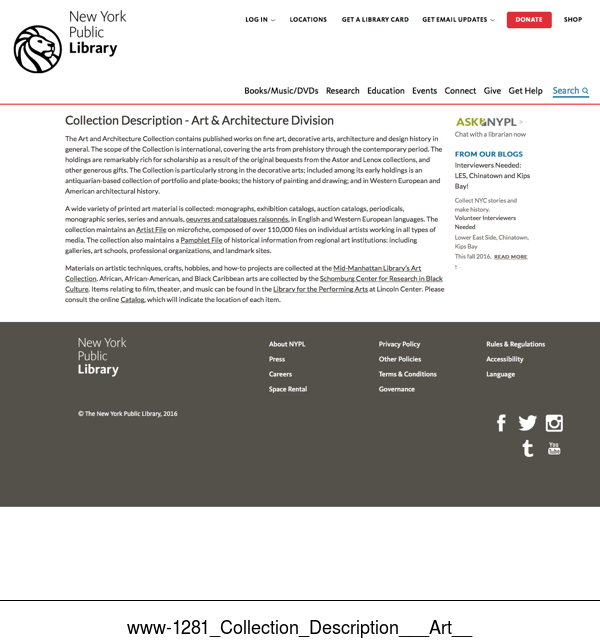 New York
Public
Library
LOG IN
LOCATIONS
GET A LIBRARY CARD
GET EMAIL UPDATES
DONATE
SHOP
Books/Music/DVDs Research Education Events Connect Give Get Help Search
Collection Description - Art & Architecture Division
The Art and Architecture Collection contains published works on fine art, decorative arts, architecture and design history in
general. The scope of the Collection is international, covering the arts from prehistory through the contemporary period. The
holdings are remarkably rich for scholarship as a result of the original bequests from the Astor and Lenox collections, and
other generous gifts. The Collection is particularly strong in the decorative arts; included among its early holdings is an
antiquarian-based collection of portfolio and plate-books; the history of painting and drawing; and in Western European and
American architectural history.
A wide variety of printed art material is collected: monographs, exhibition catalogs, auction catalogs, periodicals,
monographic series, series and annuals, oeuvres and catalogues raisonnés, in English and Western European languages. The
collection maintains an Artist File on microfiche, composed of over 110,000 files on individual artists working in all types of
media. The collection also maintains a Pamphlet File of historical information from regional art institutions: including
galleries, art schools, professional organizations, and landmark sites.
Materials on artistic techniques, crafts, hobbies, and how-to projects are collected at the Mid-Manhattan Library's Art
Collection. African, African-American, and Black Caribbean arts are collected by the Schomburg Center for Research in Black
Culture. Items relating to film, theater, and music can be found in the Library for the Performing Arts at Lincoln Center. Please
consult the online Catalog, which will indicate the location of each item.
ASK NYPL >
Chat with a librarian now
FROM OUR BLOGS
Interviewers Needed:
LES, Chinatown and Kips
Bay!
Collect NYC stories and
make history.
Volunteer Interviewers
Needed
Lower East Side, Chinatown,
Kips Bay
This fall 2016, READ MORE
New York
Public
Library
About NYPL
Press
Careers
Space Rental
Privacy Policy
Other Policies
Terms & Conditions
Governance
Rules & Regulations
Accessibility
Language
© The New York Public Library, 2016
You
Tube
www-1281_Collection_Description___Art__